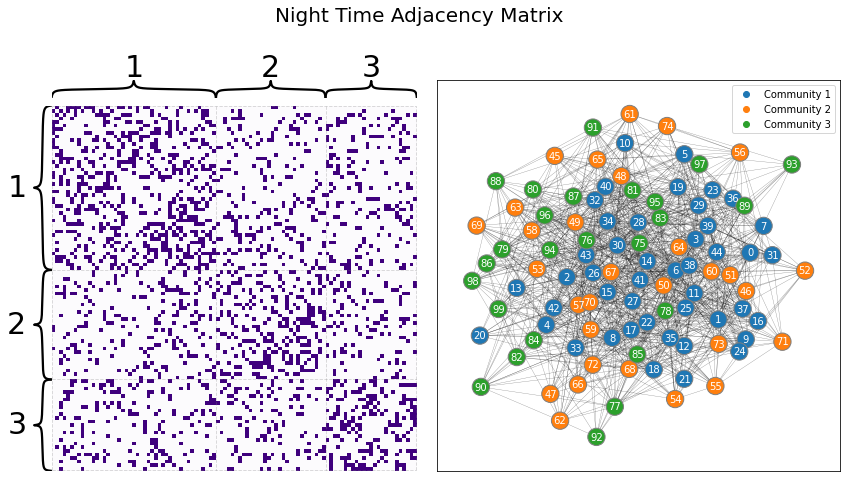 Night Time Adjacency Matrix
1 2 3
1
2
3
Community 1
Community 2
Community 3
61
91 74
10
45 65 5 56
97 93
48
88 80 40 81 19 23
87 32 95 36 89
63 96 34 28 83 29
69 58 49 39 7
76 30 75 64 3
79 94 43 14 44 0 31
86 53 26 67 6 38 60 51 52
98 2 41 50
13 15 11 46
99 42 57 70 27 78 25 37
4 22 1 16
20 84 59 17
33 8 35 12 73 9 71
82 85 24
72 68 18
66 21 55
90 47 54
77
62
92